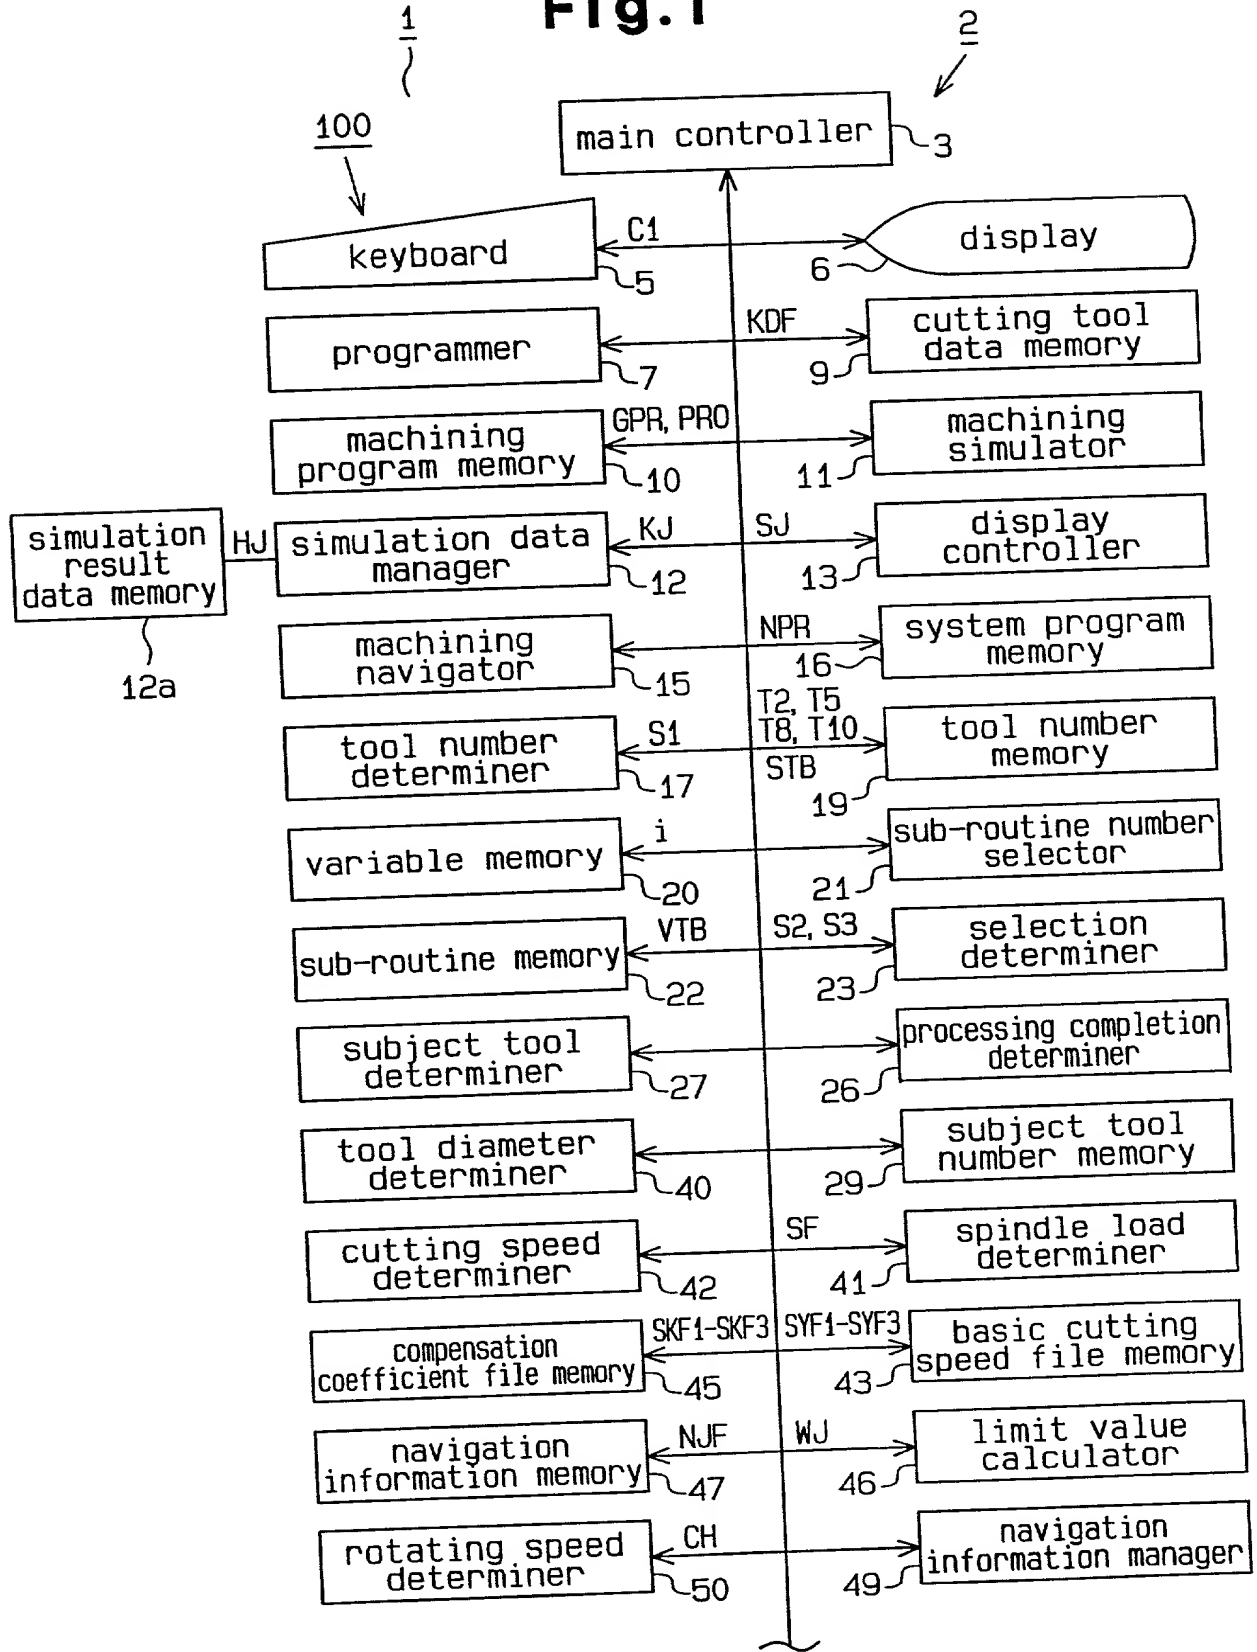 Fig.1
1
2
100
main controller
3
keyboard
5
C1
display
6
programmer
7
KDF
cutting tool
data memory
9
machining
program memory
10
GPR, PRO
machining
simulator
11
simulation
result
data memory
12a
HJ
simulation data
manager
12
KJ
SJ
display
controller
13
machining
navigator
15
NPR
system program
memory
16
tool number
determiner
17
S1
T2, T5
T8, T10
STB
tool number
memory
19
variable memory
20
i
sub-routine number
selector
21
sub-routine memory
22
VTB
S2, S3
selection
determiner
23
subject tool
determiner
27
processing completion
determiner
26
tool diameter
determiner
40
subject tool
number memory
29
cutting speed
determiner
42
SF
spindle load
determiner
41
compensation
coefficient file memory
45
SKF1-SKF3
SYF1-SYF3
basic cutting
speed file memory
43
navigation
information memory
47
NJF
WJ
limit value
calculator
46
rotating speed
determiner
50
CH
navigation
information manager
49